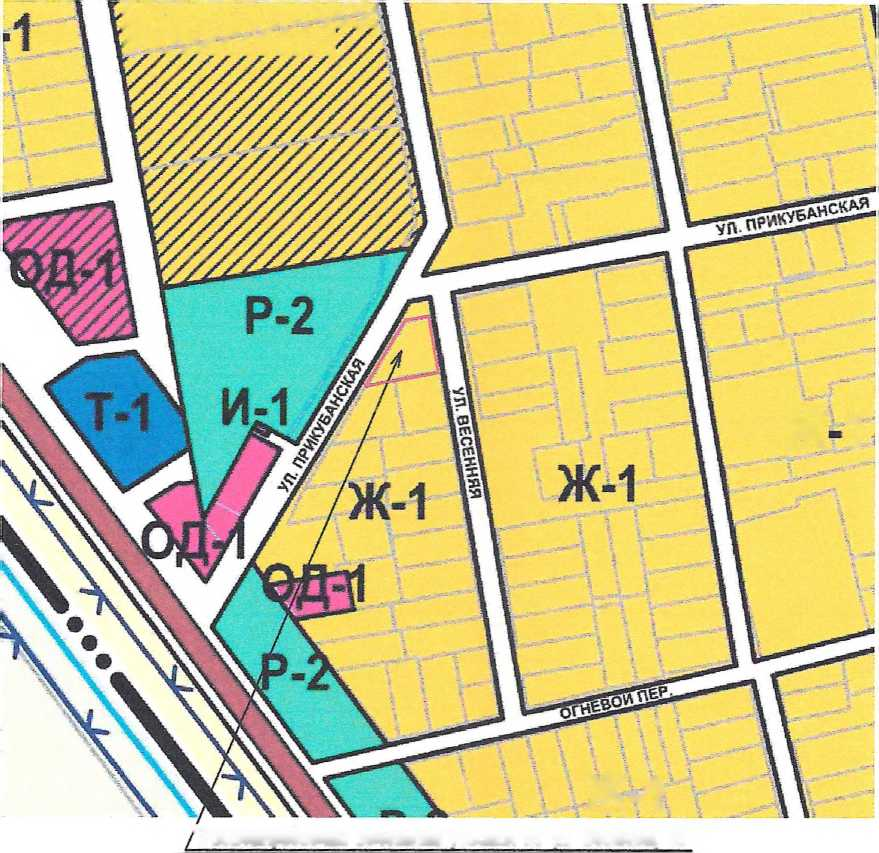 -1
УЛ. ПРИКУБАНСКАЯ
ОД-1
Р-2
Т-1
И-1
УЛ. ПРИКУБАНСКАЯ
УЛ. ВЕСЕННЯЯ
Ж-1
Ж-1
ОД-1
ОД-1
Р-2
ОГНЕВОЙ ПЕР.